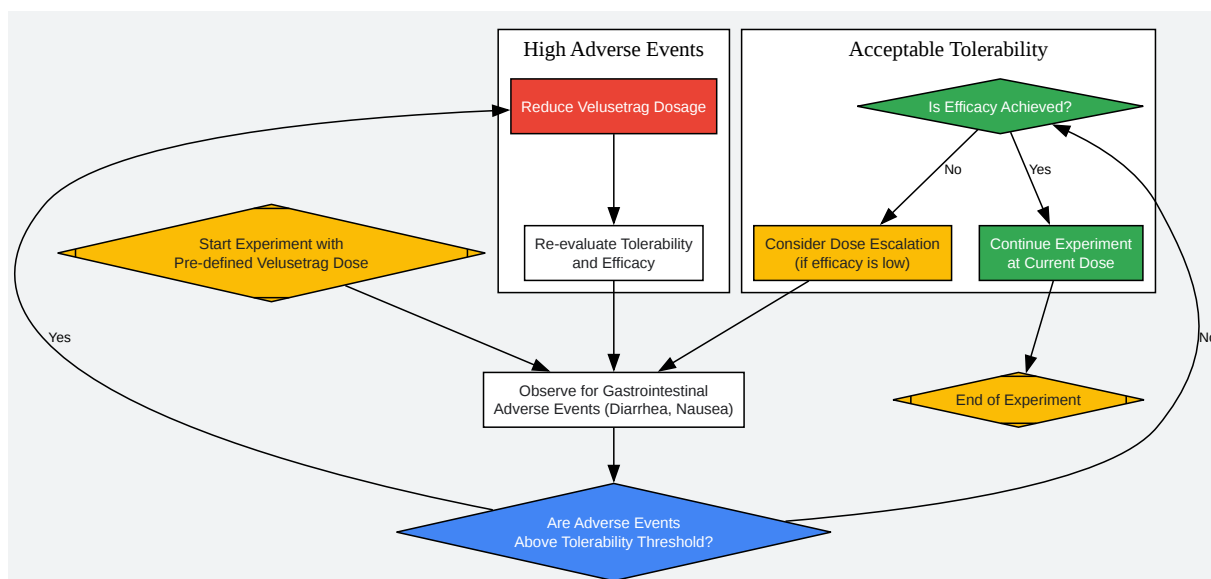 High Adverse Events
Acceptable Tolerability
Reduce Velusetrag Dosage
Is Efficacy Achieved?
No
Yes
Start Experiment with
Pre-defined Velusetrag Dose
Re-evaluate Tolerability
and Efficacy
Consider Dose Escalation
(if efficacy is low)
Continue Experiment
at Current Dose
Yes
No
Observe for Gastrointestinal
Adverse Events (Diarrhea, Nausea)
End of Experiment
Are Adverse Events
Above Tolerability Threshold?